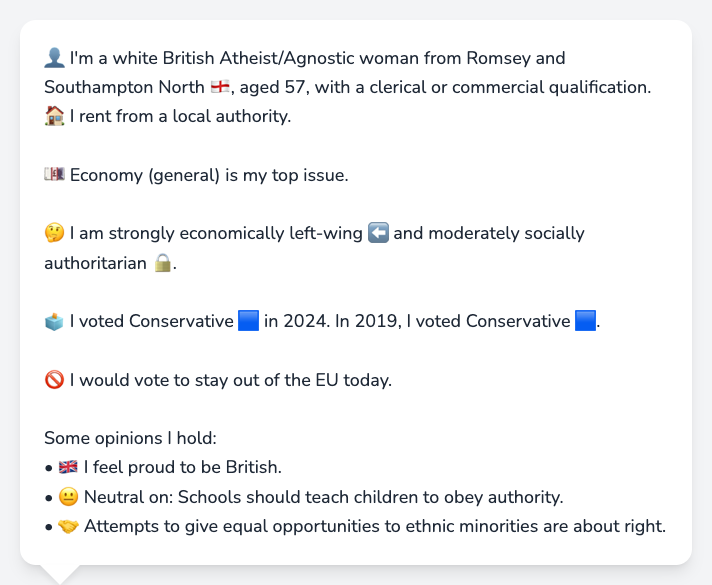 👤 I'm a white British Atheist/Agnostic woman from Romsey and
Southampton North 🏴󠁧󠁢󠁥󠁮󠁧󠁿, aged 57, with a clerical or commercial qualification.
🏠 I rent from a local authority.
💷 Economy (general) is my top issue.
🤔 I am strongly economically left-wing ⬅️ and moderately socially
authoritarian 🔒.
🗳️ I voted Conservative 🟦 in 2024. In 2019, I voted Conservative 🟦.
🚫 I would vote to stay out of the EU today.
Some opinions I hold:
• 🇬🇧 I feel proud to be British.
• 😐 Neutral on: Schools should teach children to obey authority.
• 🤝 Attempts to give equal opportunities to ethnic minorities are about right.